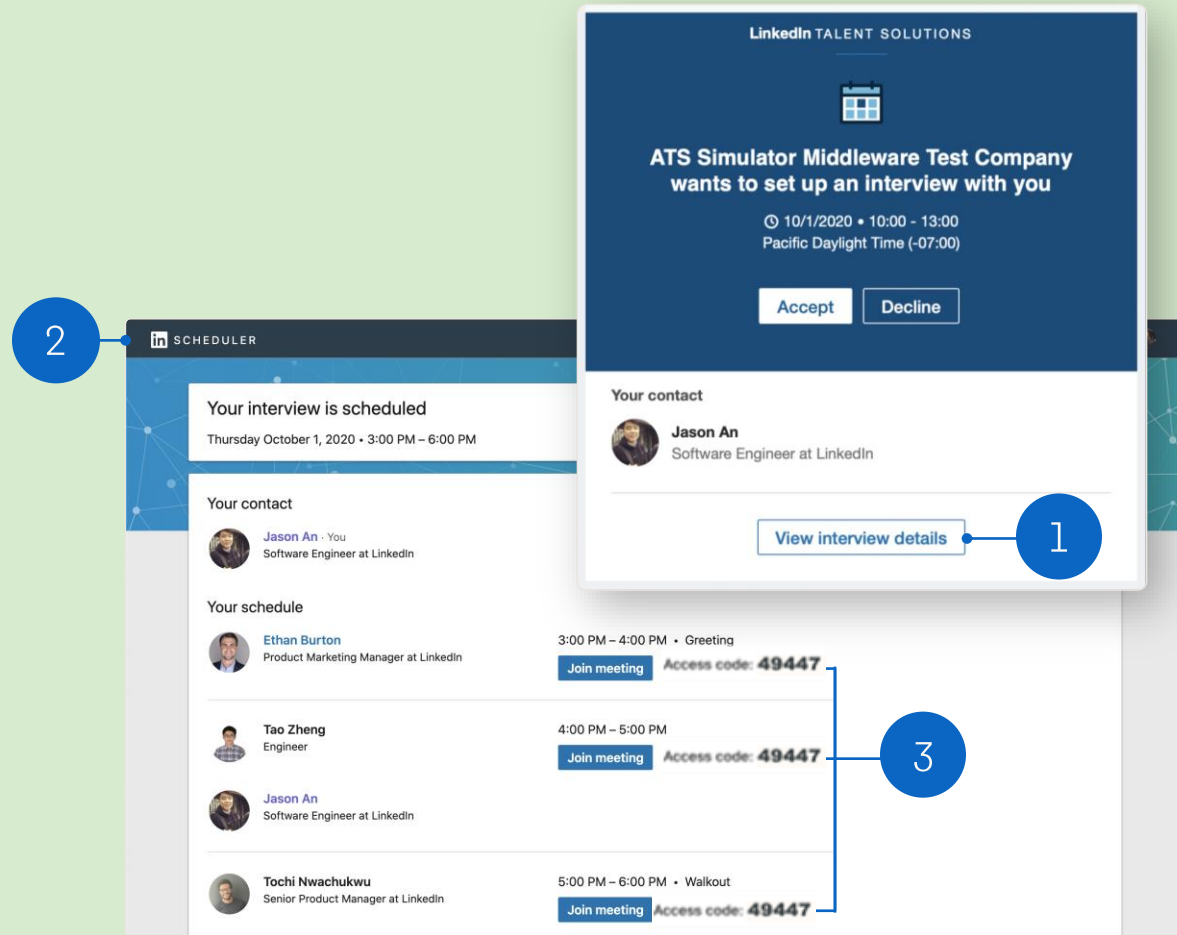 LinkedIn TALENT SOLUTIONS
ATS Simulator Middleware Test Company
wants to set up an interview with you
10/1/2020 • 10:00 - 13:00
Pacific Daylight Time (-07:00)
Accept Decline
Your contact
Jason An
Software Engineer at LinkedIn
View interview details
1
2
in SCHEDULER
Your interview is scheduled
Thursday October 1, 2020 • 3:00 PM – 6:00 PM
Your contact
Jason An · You
Software Engineer at LinkedIn
Your schedule
Ethan Burton
Product Marketing Manager at LinkedIn
3:00 PM – 4:00 PM • Greeting
Join meeting Access code: 49447
Tao Zheng
Engineer
4:00 PM – 5:00 PM
Join meeting Access code: 49447
3
Jason An
Software Engineer at LinkedIn
Tochi Nwachukwu
Senior Product Manager at LinkedIn
5:00 PM – 6:00 PM • Walkout
Join meeting Access code: 49447